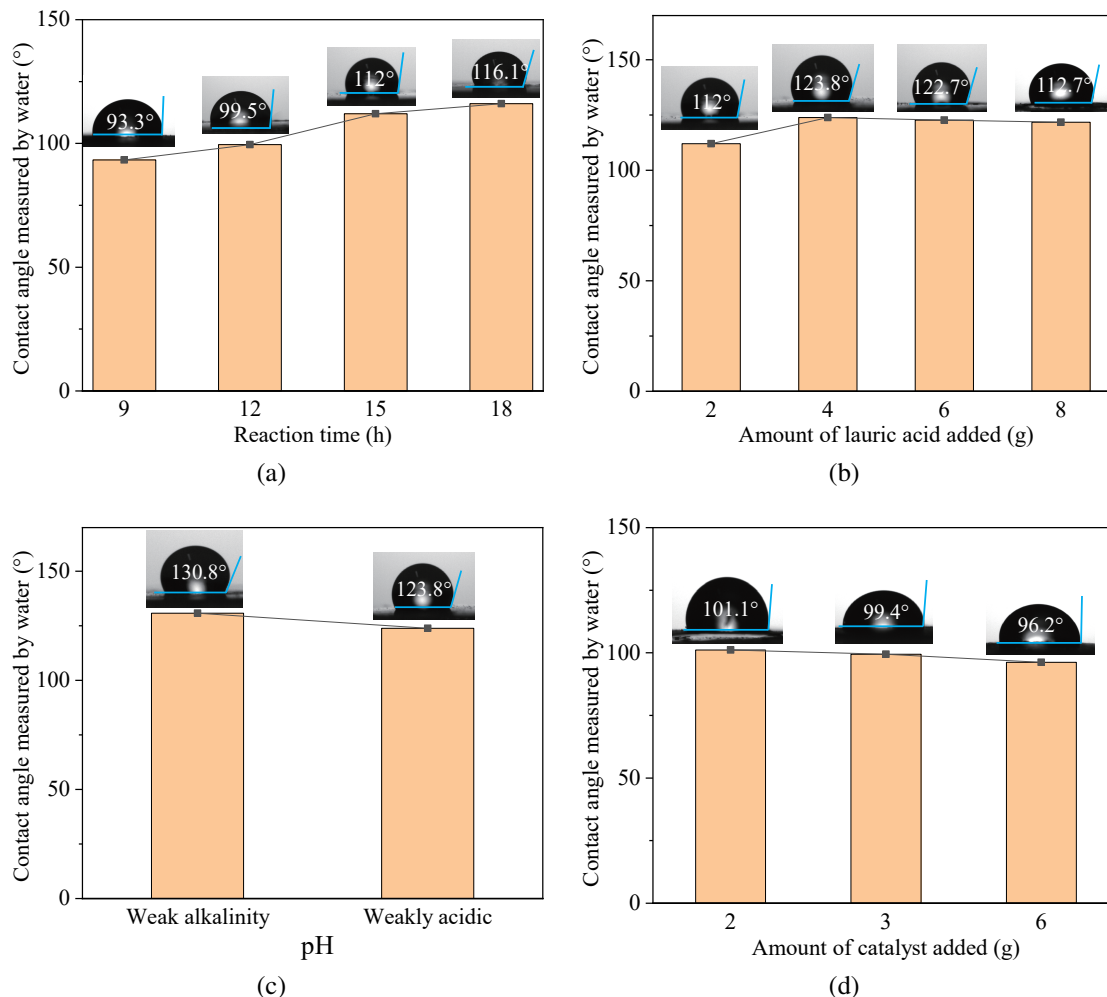 150
100
50
0
Contact angle measured by water (°)
93.3°
99.5°
112°
116.1°
9
12
15
18
Reaction time (h)
(a)
150
100
50
0
Contact angle measured by water (°)
112°
123.8°
122.7°
112.7°
2
4
6
8
Amount of lauric acid added (g)
(b)
150
100
50
0
Contact angle measured by water (°)
130.8°
123.8°
Weak alkalinity
Weakly acidic
pH
(c)
150
100
50
0
Contact angle measured by water (°)
101.1°
99.4°
96.2°
2
3
6
Amount of catalyst added (g)
(d)